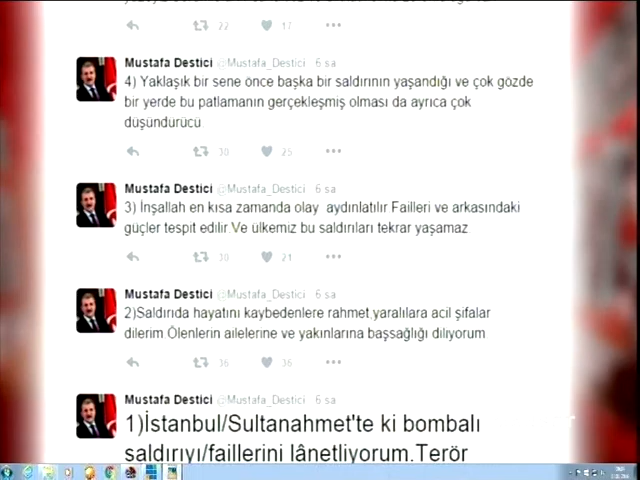 22 17
Mustafa Destici @Mustafa_Destici 6 sa
4) Yaklaşık bir sene önce başka bir saldırının yaşandığı ve çok gözde
bir yerde bu patlamanın gerçekleşmiş olması da ayrıca çok
düşündürücü.
30 25
Mustafa Destici @Mustafa_Destici 6 sa
3) İnşallah en kısa zamanda olay aydınlatılır Failleri ve arkasındaki
güçler tespit edilir.Ve ülkemiz bu saldırıları tekrar yaşamaz
30 21
Mustafa Destici @Mustafa_Destici 6 sa
2)Saldırıda hayatını kaybedenlere rahmet,yaralılara acil şifalar
dilerim.Ölenlerin ailelerine ve yakınlarına başsağlığı diliyorum
36 36
Mustafa Destici @Mustafa_Destici 6 sa
1)İstanbul/Sultanahmet'te ki bombalı
saldırıyı/faillerini lânetliyorum.Terör